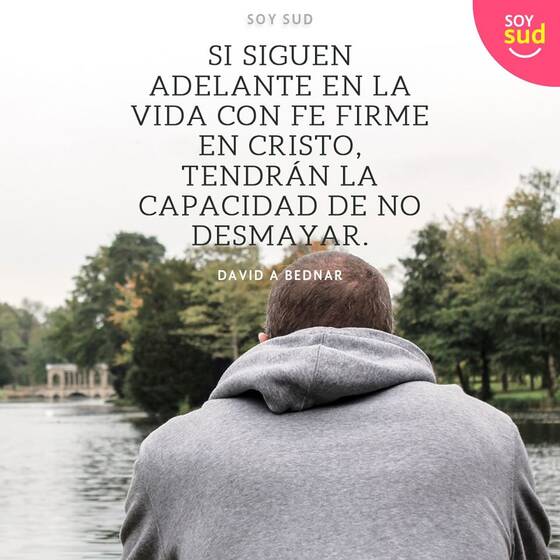 SOY SUD
SOY
sud
SI SIGUEN
ADELANTE EN LA
VIDA CON FE FIRME
EN CRISTO,
TENDRÁN LA
CAPACIDAD DE NO
DESMAYAR.
DAVID A BEDNAR